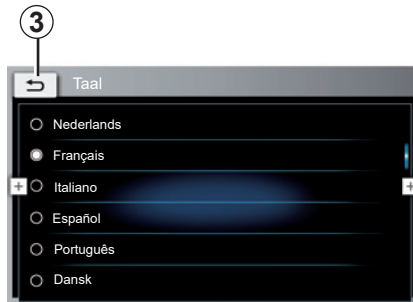 3
Taal
Nederlands
Français
Italiano
Español
Português
Dansk